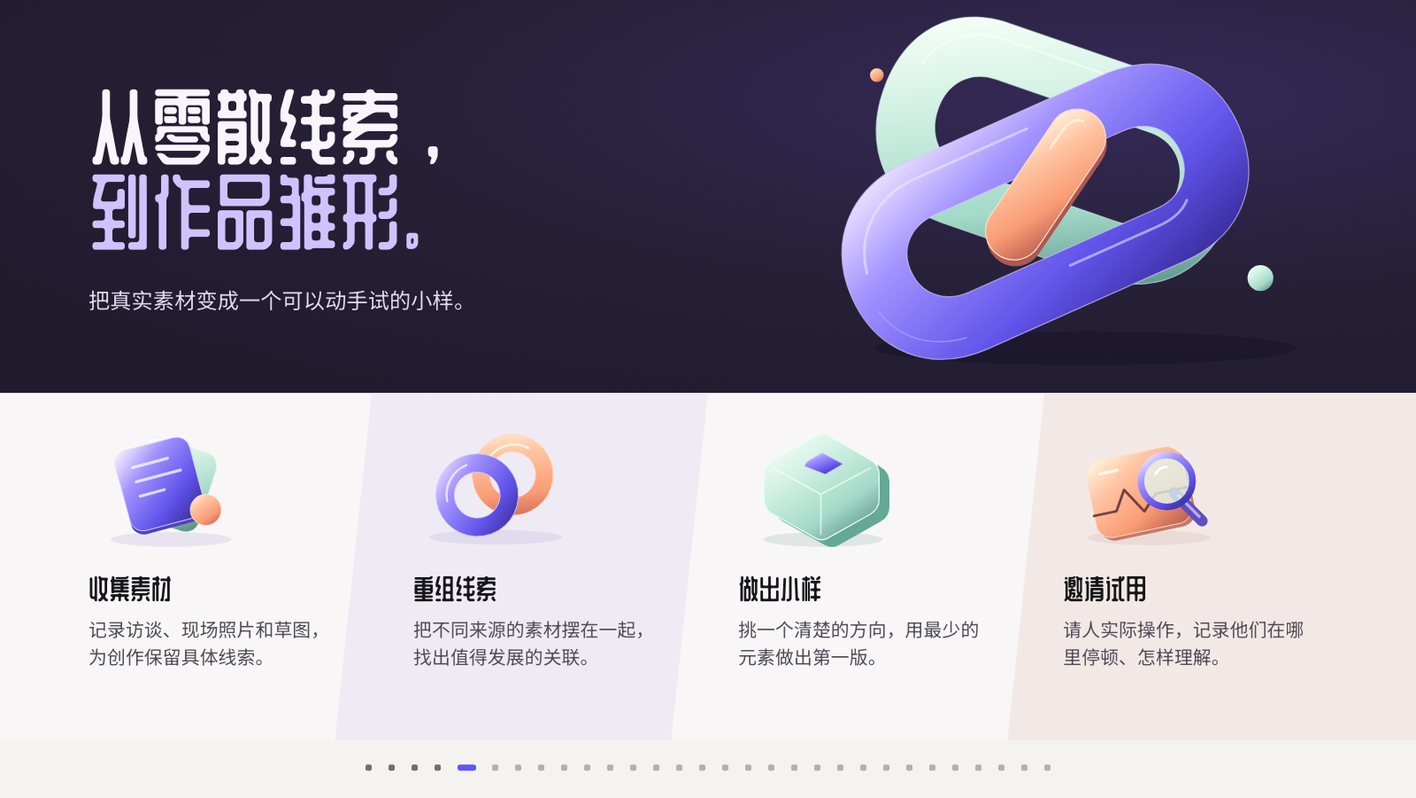 从零散线索，
到作品雏形。
把真实素材变成一个可以动手试的小样。
收集素材
记录访谈、现场照片和草图，
为创作保留具体线索。
重组线索
把不同来源的素材摆在一起，
找出值得发展的关联。
做出小样
挑一个清楚的方向，用最少的
元素做出第一版。
邀请试用
请人实际操作，记录他们在哪
里停顿、怎样理解。